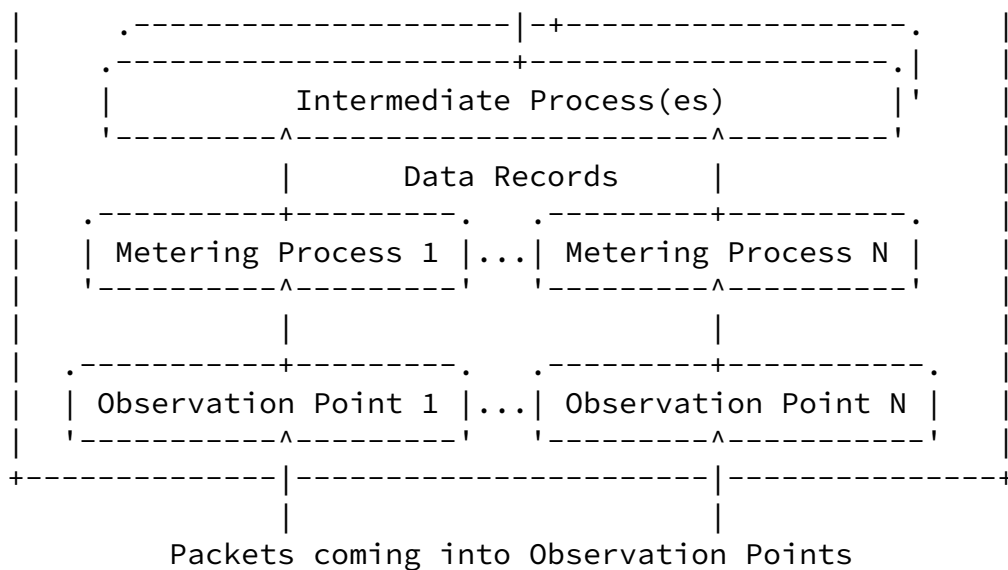 Intermediate Process(es)
Data Records
Metering Process 1 |...| Metering Process N
Observation Point 1 |...| Observation Point N
Packets coming into Observation Points